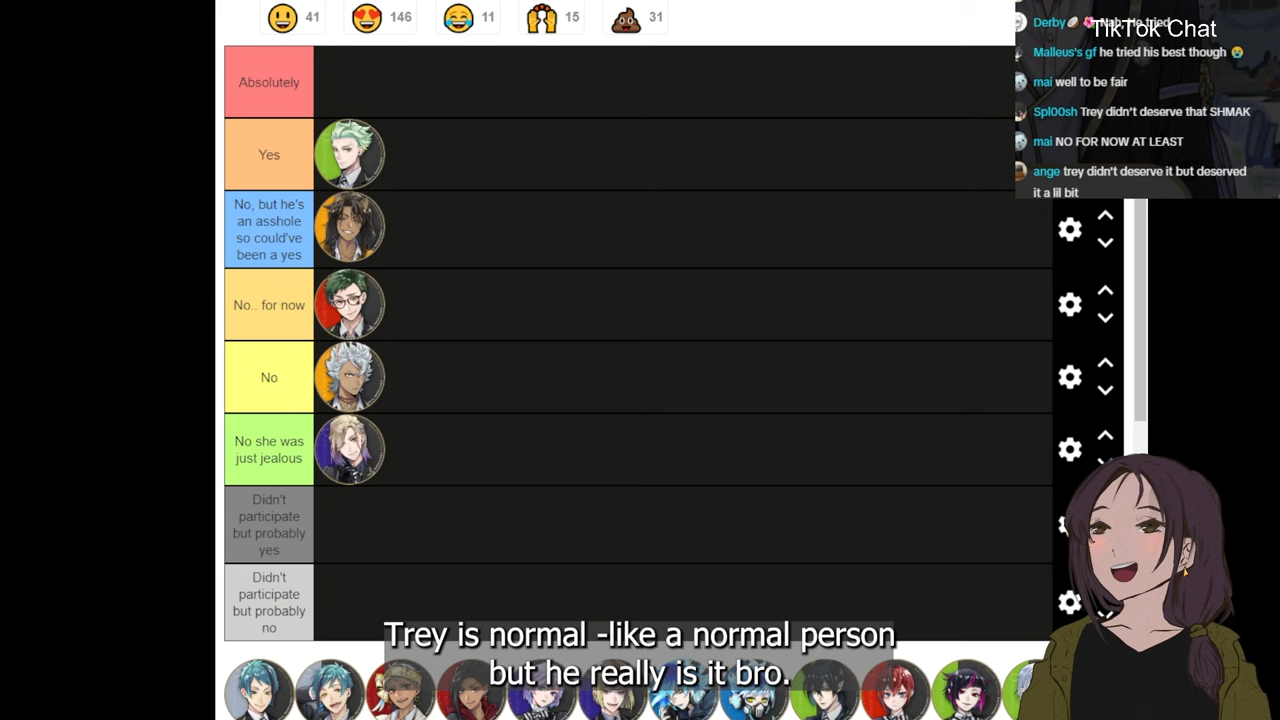 41
146
11
15
31
TikTok Chat
Derby🥔 🌸 Nah He tried
Malleus's gf he tried his best though 😭
mai well to be fair
Spl00sh Trey didn't deserve that SHMAK
mai NO FOR NOW AT LEAST
ange trey didn't deserve it but deserved
it a lil bit
Absolutely
Yes
No, but he's
an asshole
so could've
been a yes
No.. for now
No
No she was
just jealous
Didn't
participate
but probably
yes
Didn't
participate
but probably
no
Trey is normal -like a normal person
but he really is it bro.